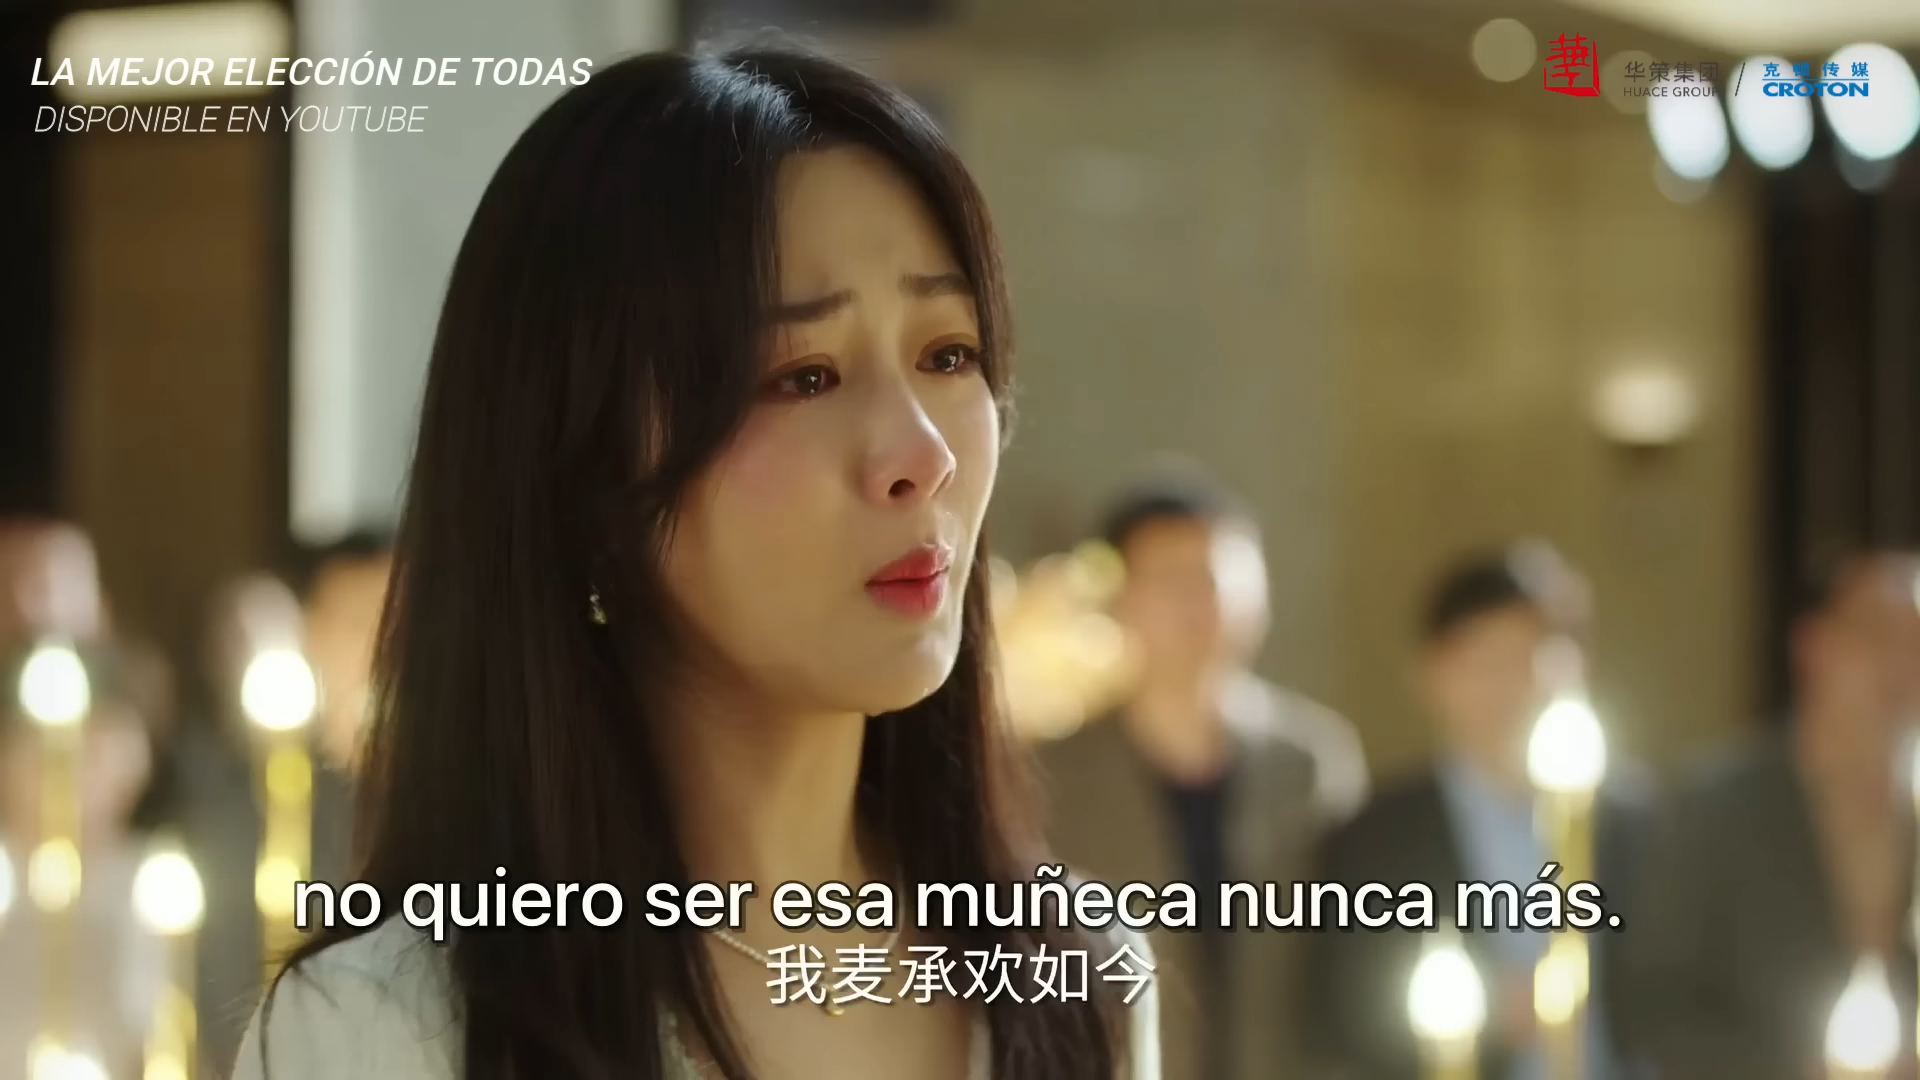 LA MEJOR ELECCIÓN DE TODAS
DISPONIBLE EN YOUTUBE
華
华策集团 / 克顿传媒
HUACE GROUP CROTON
no quiero ser esa muñeca nunca más.
我麦承欢如今